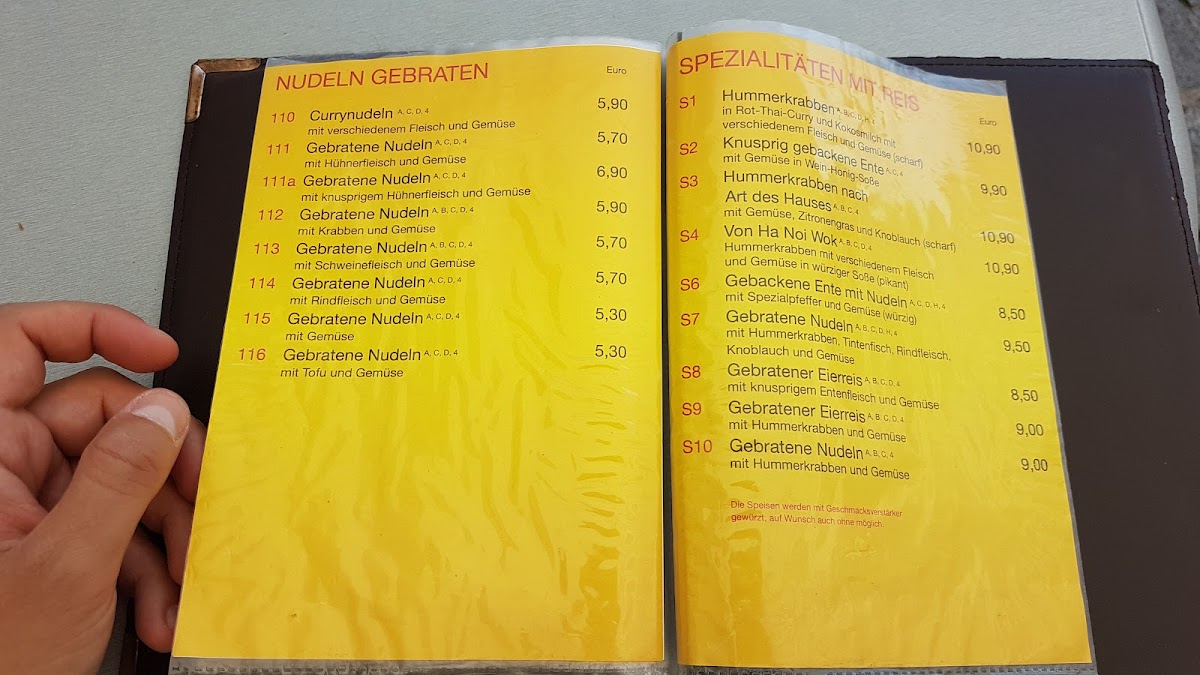 NUDELN GEBRATEN
Euro
110 Currynudeln A, C, D, 4 5,90
mit verschiedenem Fleisch und Gemüse
111 Gebratene Nudeln A, C, D, 4 5,70
mit Hühnerfleisch und Gemüse
111a Gebratene Nudeln A, C, D, 4 6,90
mit knusprigem Hühnerfleisch und Gemüse
112 Gebratene Nudeln A, B, C, D, 4 5,90
mit Krabben und Gemüse
113 Gebratene Nudeln A, B, C, D, 4 5,70
mit Schweinefleisch und Gemüse
114 Gebratene Nudeln A, C, D, 4 5,70
mit Rindfleisch und Gemüse
115 Gebratene Nudeln A, C, D, 4 5,30
mit Gemüse
116 Gebratene Nudeln A, C, D, 4 5,30
mit Tofu und Gemüse
SPEZIALITÄTEN MIT REIS
Euro
S1 Hummerkrabben A, B, C, D, H, 4
in Rot-Thai-Curry und Kokosmilch mit
verschiedenem Fleisch und Gemüse (scharf) 10,90
S2 Knusprig gebackene Ente A, C, 4
mit Gemüse in Wein-Honig-Soße 9,90
S3 Hummerkrabben nach
Art des Hauses A, B, C, 4
mit Gemüse, Zitronengras und Knoblauch (scharf) 10,90
S4 Von Ha Noi Wok A, B, C, D, 4
Hummerkrabben mit verschiedenem Fleisch
und Gemüse in würziger Soße (pikant) 10,90
S6 Gebackene Ente mit Nudeln A, C, D, H, 4
mit Spezialpfeffer und Gemüse (würzig) 8,50
S7 Gebratene Nudeln A, B, C, D, H, 4
mit Hummerkrabben, Tintenfisch, Rindfleisch, 9,50
Knoblauch und Gemüse
S8 Gebratener Eierreis A, B, C, D, 4
mit knusprigem Entenfleisch und Gemüse 8,50
S9 Gebratener Eierreis A, B, C, D, 4
mit Hummerkrabben und Gemüse 9,00
S10 Gebratene Nudeln A, B, C, 4
mit Hummerkrabben und Gemüse 9,00
Die Speisen werden mit Geschmacksverstärker
gewürzt, auf Wunsch auch ohne möglich.